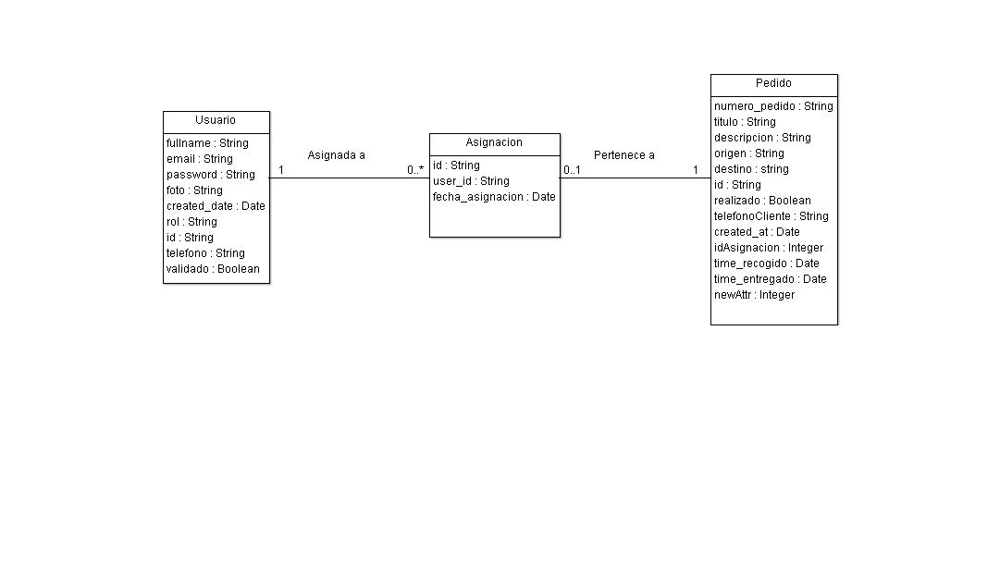 Usuario
fullname : String
email : String
password : String
foto : String
created_date : Date
rol : String
id : String
telefono : String
validado : Boolean
Asignada a
1
0..*
Asignacion
id : String
user_id : String
fecha_asignacion : Date
Pertenece a
0..1
1
Pedido
numero_pedido : String
titulo : String
descripcion : String
origen : String
destino : string
id : String
realizado : Boolean
telefonoCliente : String
created_at : Date
idAsignacion : Integer
time_recogido : Date
time_entregado : Date
newAttr : Integer